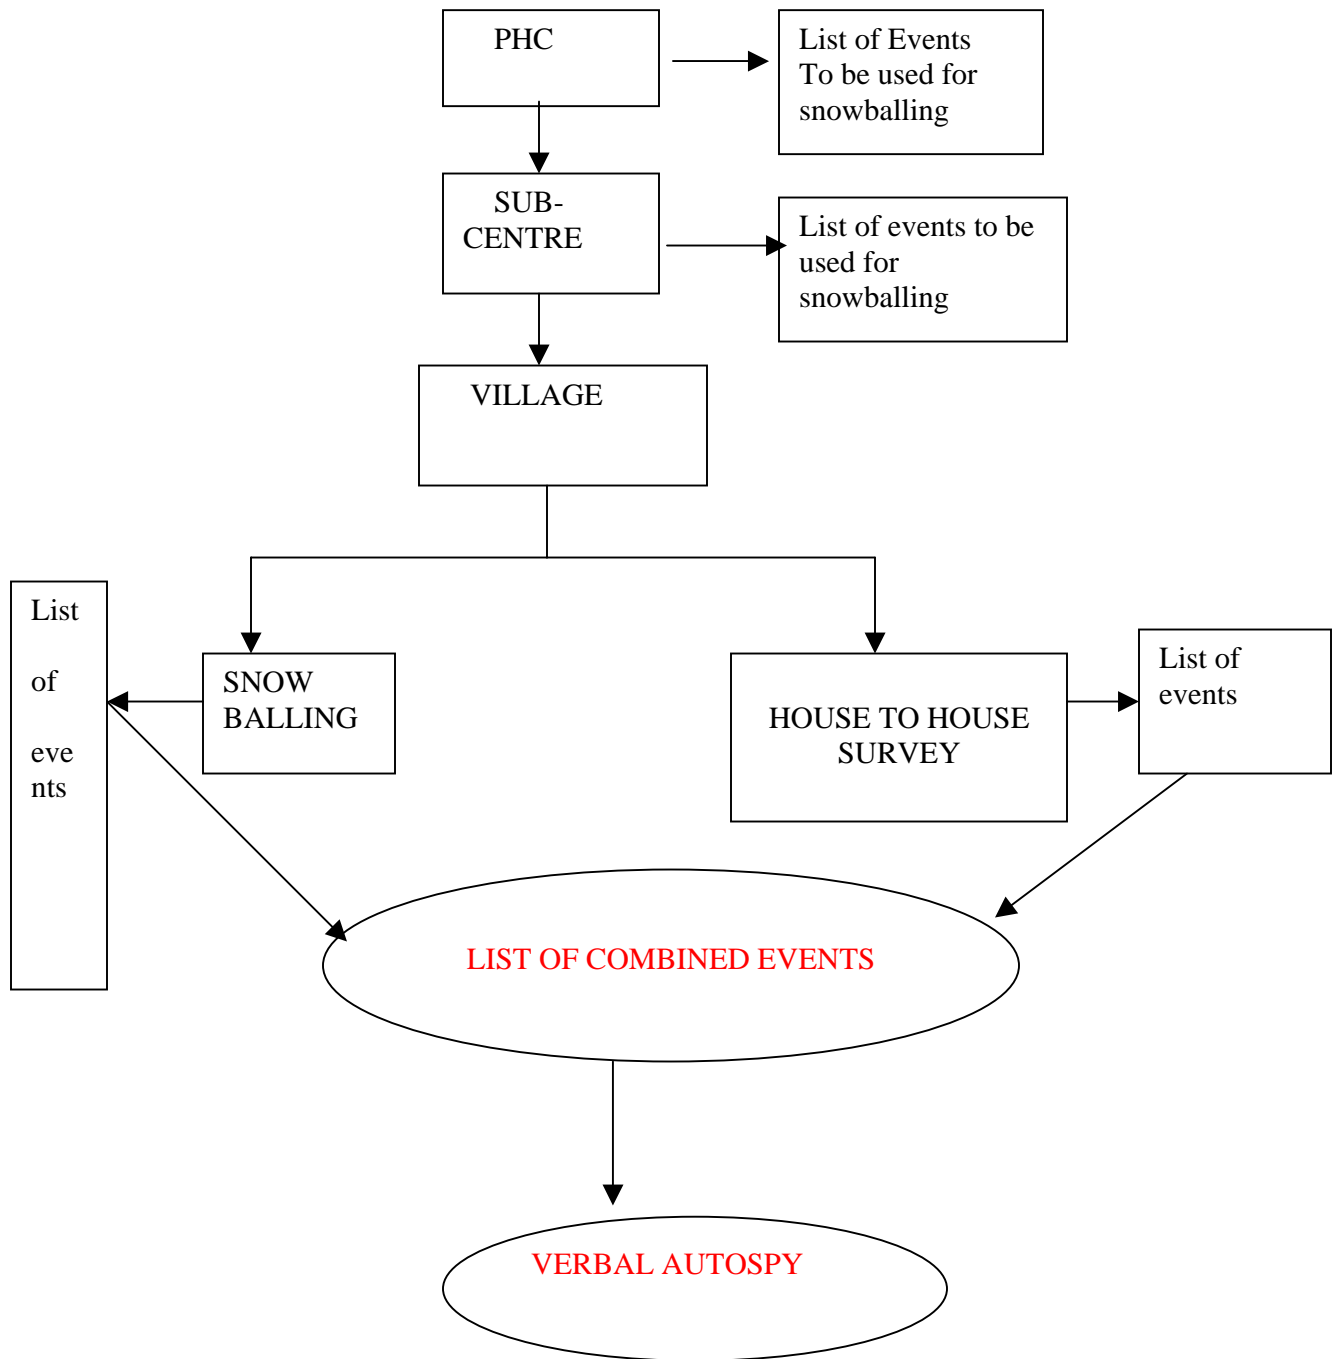 PHC
List of Events
To be used for
snowballing
SUB-
CENTRE
List of events to be
used for
snowballing
VILLAGE
List
of
eve
nts
SNOW
BALLING
HOUSE TO HOUSE
SURVEY
List of
events
LIST OF COMBINED EVENTS
VERBAL AUTOSPY